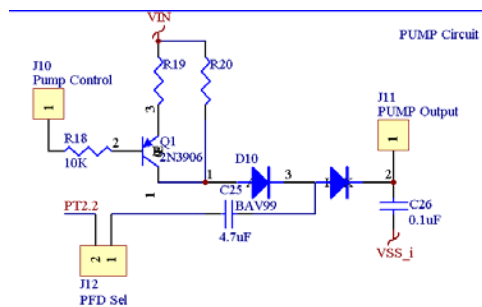 VIN
PUMP Circuit
J10
Pump Control
1
R19
R20
J11
PUMP Output
1
3
R18
10K
2
Q1
2N3906
D10
1
3
2
1
C25
BAV99
4.7uF
C26
0.1uF
PT2.2
VSS_i
2
1
J12
PFD Sel